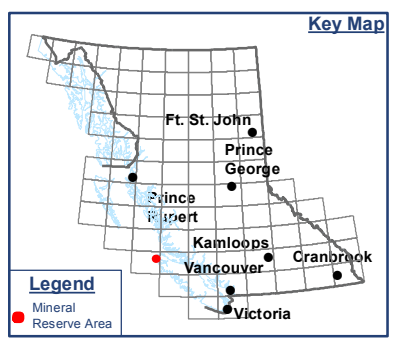 Key Map
Ft. St. John
Prince
George
Prince
Rupert
Kamloops
Cranbrook
Vancouver
Victoria
Legend
Mineral
Reserve Area